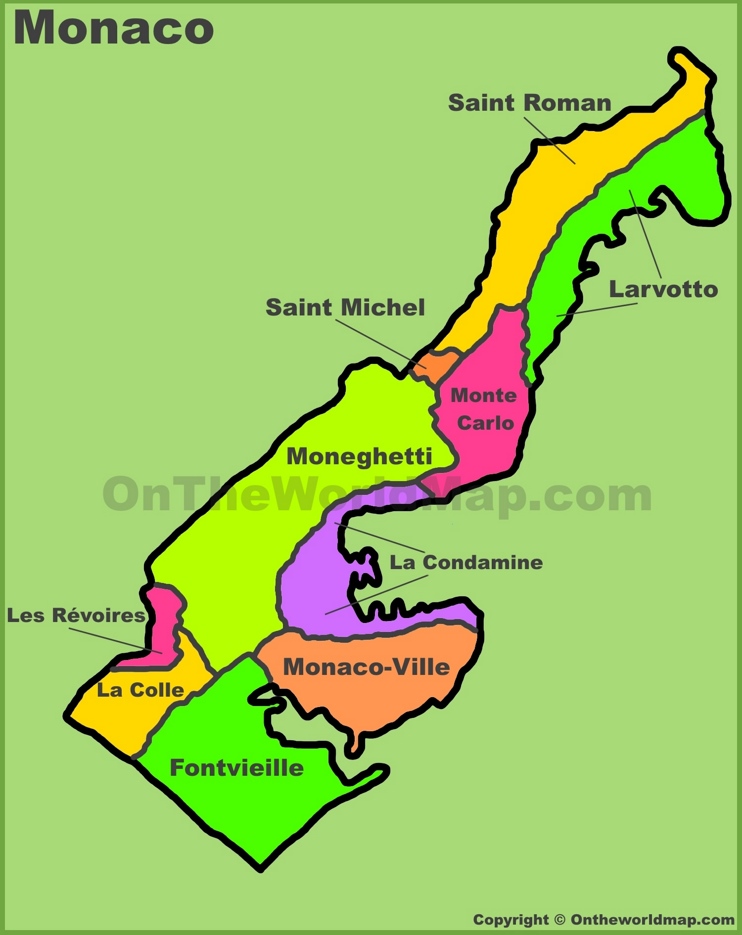 Monaco
Saint Roman
Larvotto
Saint Michel
Monte
Carlo
Moneghetti
OnTheWorldMap.com
La Condamine
Les Révoires
Monaco-Ville
La Colle
Fontvieille
Copyright © Ontheworldmap.com